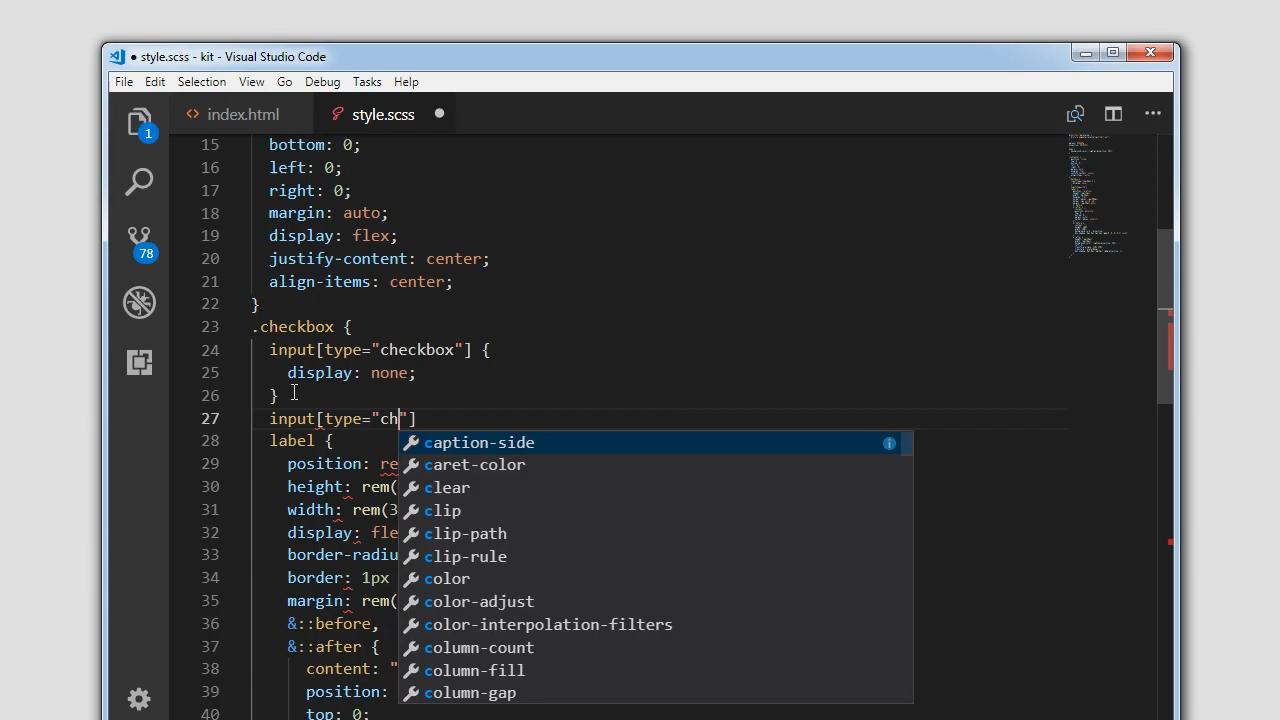 ● style.scss - kit - Visual Studio Code
File Edit Selection View Go Debug Tasks Help
1 index.html style.scss
15 bottom: 0;
16 left: 0;
17 right: 0;
18 margin: auto;
19 display: flex;
20 justify-content: center;
21 align-items: center;
22 }
23 .checkbox {
24 input[type="checkbox"] {
25 display: none;
26 }
27 input[type="ch"]
28 label {
29 position: re
30 height: rem(
31 width: rem(3
32 display: fle
33 border-radiu
34 border: 1px
35 margin: rem(
36 &::before,
37 &::after {
38 content: "
39 position:
40 top: 0;
78
caption-side
caret-color
clear
clip
clip-path
clip-rule
color
color-adjust
color-interpolation-filters
column-count
column-fill
column-gap